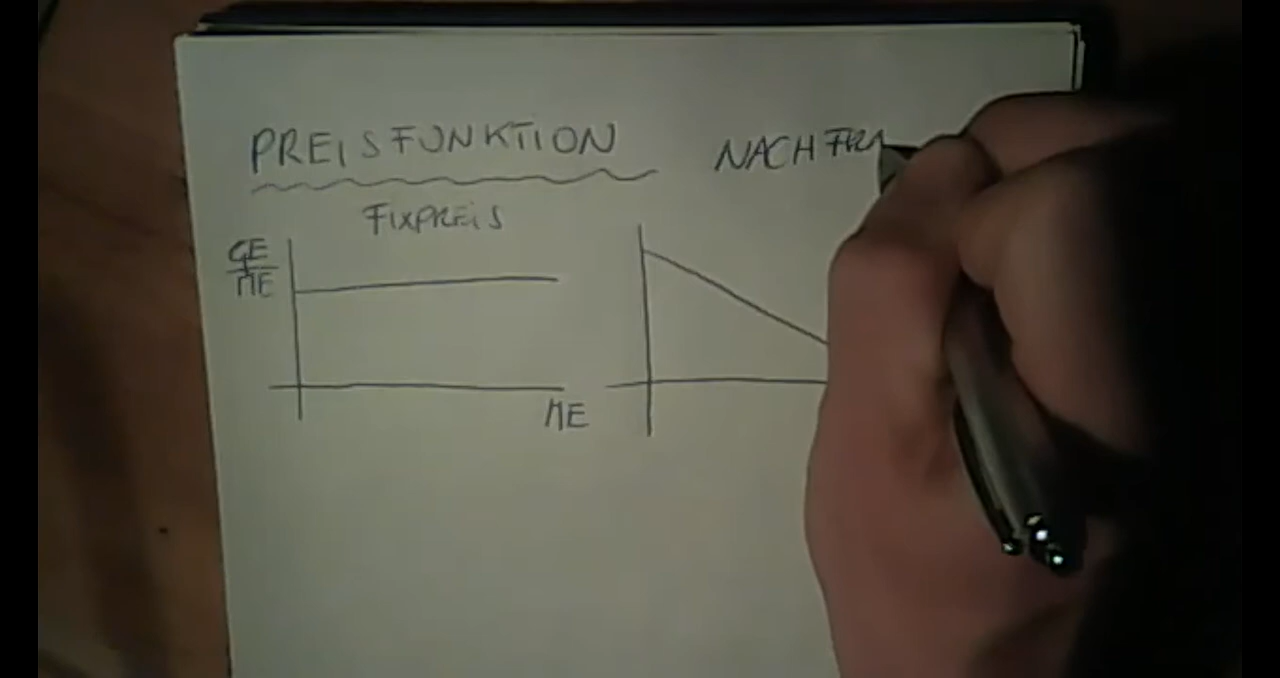 PREISFUNKTION
NACHFRA
FIXPREIS
GE
ME
ME